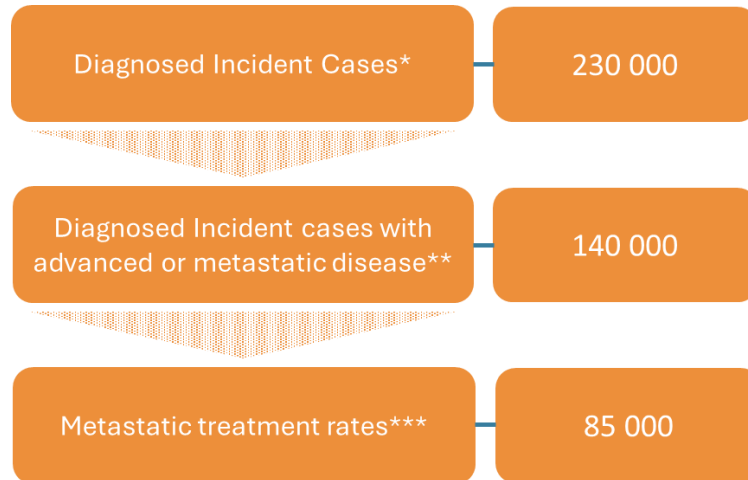 Diagnosed Incident Cases*
230 000
Diagnosed Incident cases with
advanced or metastatic disease**
140 000
Metastatic treatment rates***
85 000